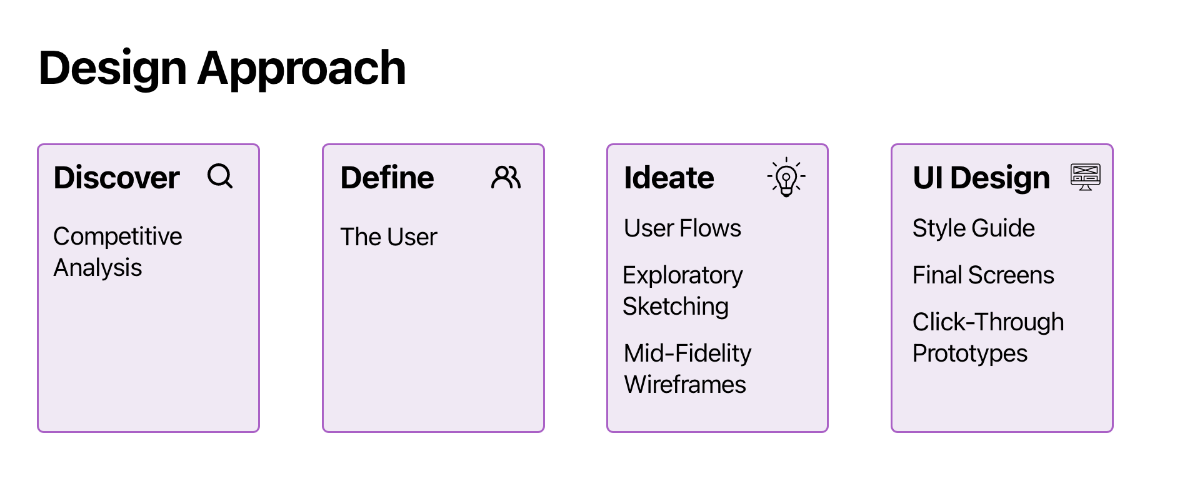 Design Approach
Discover
Competitive
Analysis
Define
The User
Ideate
User Flows
Exploratory
Sketching
Mid-Fidelity
Wireframes
UI Design
Style Guide
Final Screens
Click-Through
Prototypes